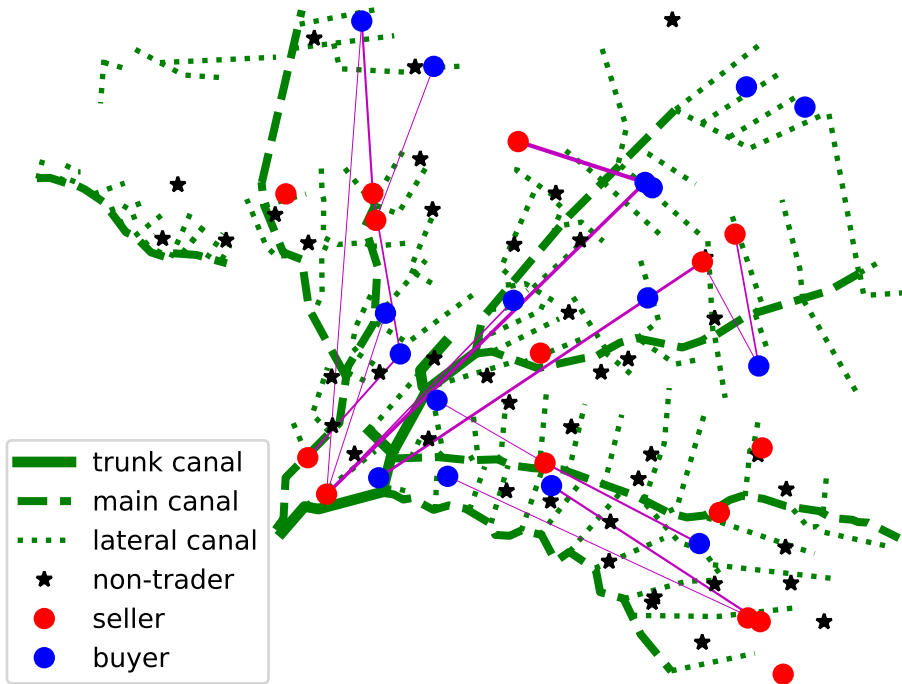 trunk canal
main canal
lateral canal
non-trader
seller
buyer